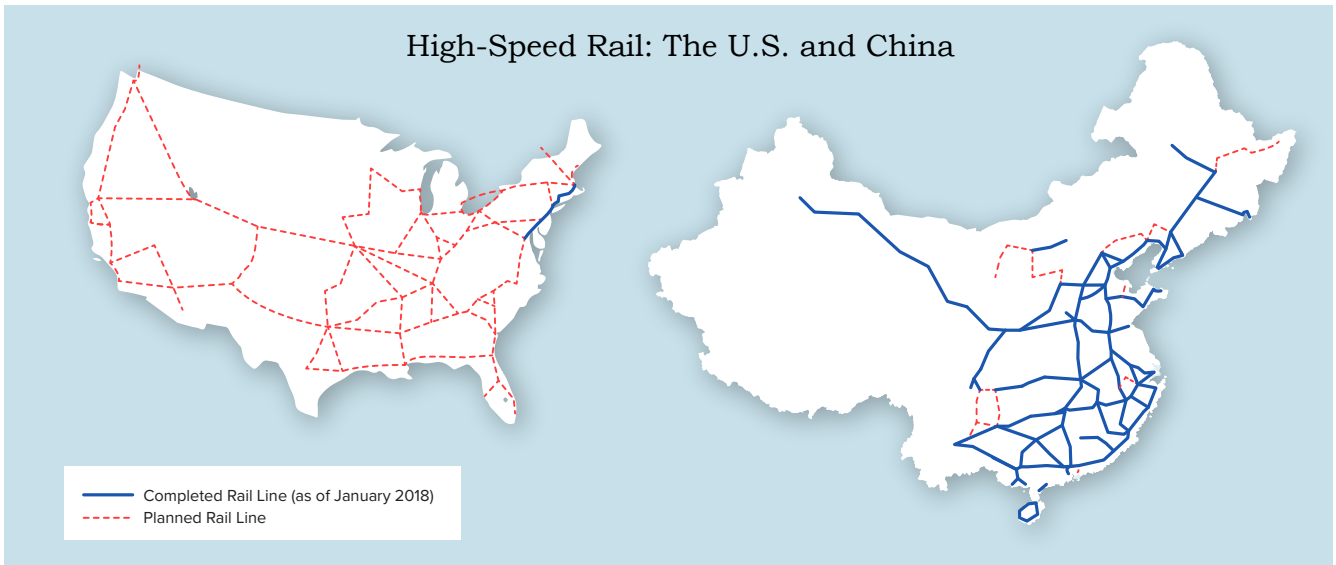 High-Speed Rail: The U.S. and China
Completed Rail Line (as of January 2018)
Planned Rail Line